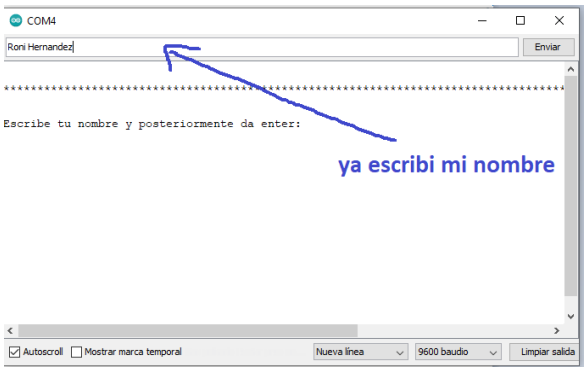 COM4
Roni Hernandez
Enviar
********************************************************************************
Escribe tu nombre y posteriormente da enter:
ya escribi mi nombre
Autoscroll Mostrar marca temporal Nueva línea 9600 baudio Limpiar salida